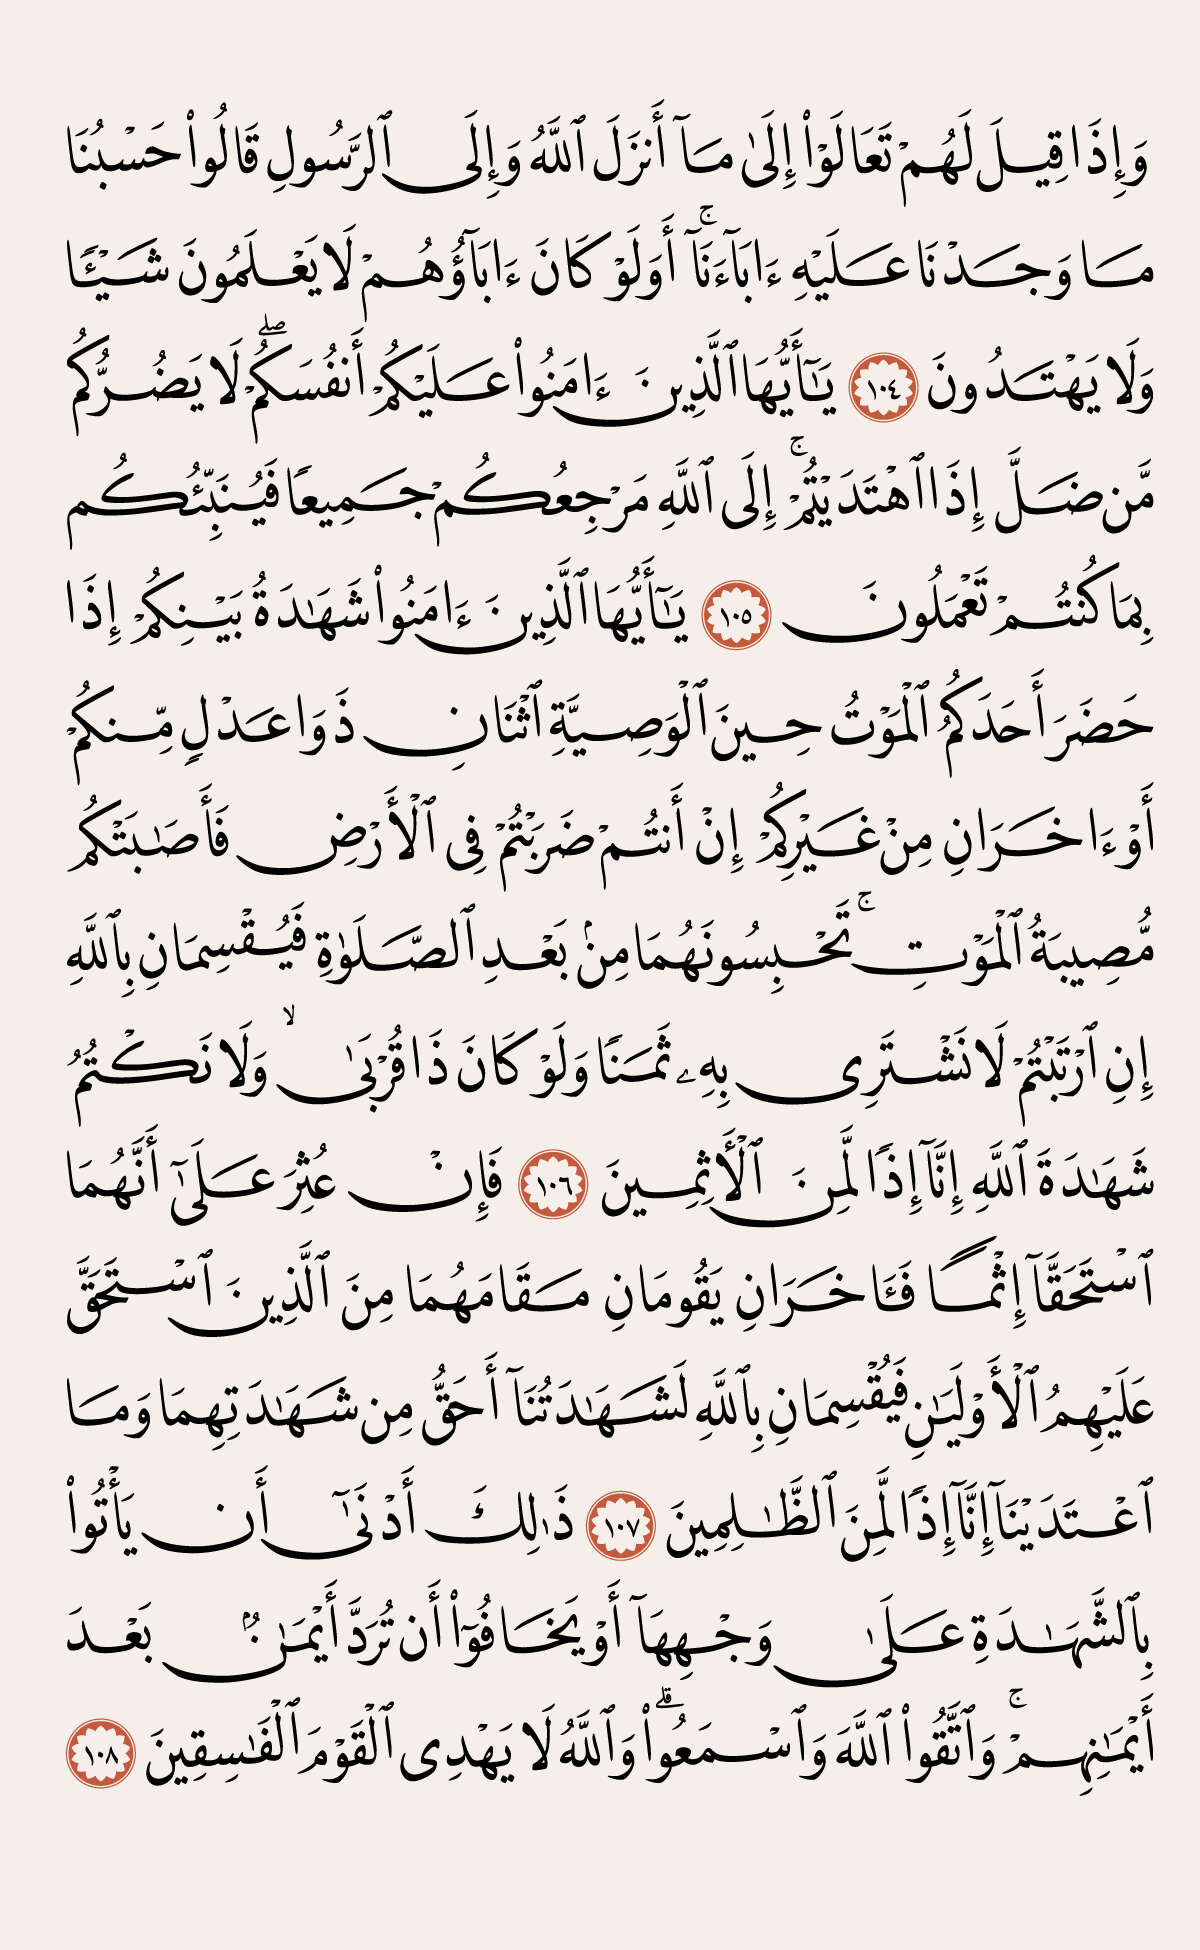 وَإِذَا قِيلَ لَهُمۡ تَعَالَوۡاْ إِلَىٰ مَآ أَنزَلَ ٱللَّهُ وَإِلَى ٱلرَّسُولِ قَالُواْ حَسۡبُنَا
مَا وَجَدۡنَا عَلَيۡهِ ءَابَآءَنَآۚ أَوَلَوۡ كَانَ ءَابَآؤُهُمۡ لَا يَعۡلَمُونَ شَيۡـٔٗا
وَلَا يَهۡتَدُونَ ١٠٤ يَـٰٓأَيُّهَا ٱلَّذِينَ ءَامَنُواْ عَلَيۡكُمۡ أَنفُسَكُمۡۖ لَا يَضُرُّكُم
مَّن ضَلَّ إِذَا ٱهۡتَدَيۡتُمۡۚ إِلَى ٱللَّهِ مَرۡجِعُكُمۡ جَمِيعٗا فَيُنَبِّئُكُم
بِمَا كُنتُمۡ تَعۡمَلُونَ ١٠٥ يَـٰٓأَيُّهَا ٱلَّذِينَ ءَامَنُواْ شَهَـٰدَةُ بَيۡنِكُمۡ إِذَا
حَضَرَ أَحَدَكُمُ ٱلۡمَوۡتُ حِينَ ٱلۡوَصِيَّةِ ٱثۡنَانِ ذَوَا عَدۡلٖ مِّنكُمۡ
أَوۡ ءَاخَرَانِ مِنۡ غَيۡرِكُمۡ إِنۡ أَنتُمۡ ضَرَبۡتُمۡ فِى ٱلۡأَرۡضِ فَأَصَـٰبَتۡكُم
مُّصِيبَةُ ٱلۡمَوۡتِۚ تَحۡبِسُونَهُمَا مِنۢ بَعۡدِ ٱلصَّلَوٰةِ فَيُقۡسِمَانِ بِٱللَّهِ
إِنِ ٱرۡتَبۡتُمۡ لَا نَشۡتَرِى بِهِۦ ثَمَنٗا وَلَوۡ كَانَ ذَا قُرۡبَىٰۙ وَلَا نَكۡتُمُ
شَهَـٰدَةَ ٱللَّهِ إِنَّآ إِذٗا لَّمِنَ ٱلۡأَثِمِينَ ١٠٦ فَإِنۡ عُثِرَ عَلَىٰٓ أَنَّهُمَا
ٱسۡتَحَقَّآ إِثۡمٗا فَـَٔاخَرَانِ يَقُومَانِ مَقَامَهُمَا مِنَ ٱلَّذِينَ ٱسۡتَحَقَّ
عَلَيۡهِمُ ٱلۡأَوۡلَيَـٰنِ فَيُقۡسِمَانِ بِٱللَّهِ لَشَهَـٰدَتُنَآ أَحَقُّ مِن شَهَـٰدَتِهِمَا وَمَا
ٱعۡتَدَيۡنَآ إِنَّآ إِذٗا لَّمِنَ ٱلظَّـٰلِمِينَ ١٠٧ ذَٰلِكَ أَدۡنَىٰٓ أَن يَأۡتُواْ
بِٱلشَّهَـٰدَةِ عَلَىٰ وَجۡهِهَآ أَوۡ يَخَافُوٓاْ أَن تُرَدَّ أَيۡمَـٰنُۢ بَعۡدَ
أَيۡمَـٰنِهِمۡۚ وَٱتَّقُواْ ٱللَّهَ وَٱسۡمَعُواْۗ وَٱللَّهُ لَا يَهۡدِى ٱلۡقَوۡمَ ٱلۡفَـٰسِقِينَ ١٠٨